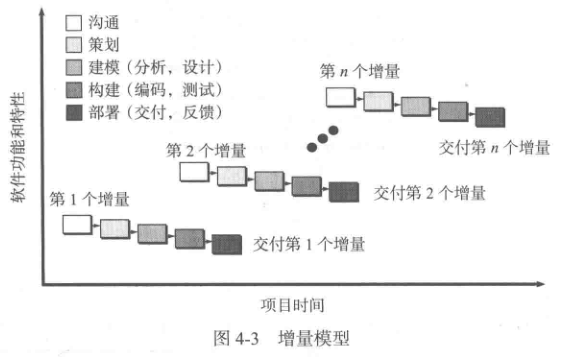 沟通
策划
建模（分析，设计）
构建（编码，测试）
部署（交付，反馈）
软件功能和特性
第 n 个增量
交付第 n 个增量
第 2 个增量
交付第 2 个增量
第 1 个增量
交付第 1 个增量
项目时间
图 4-3 增量模型